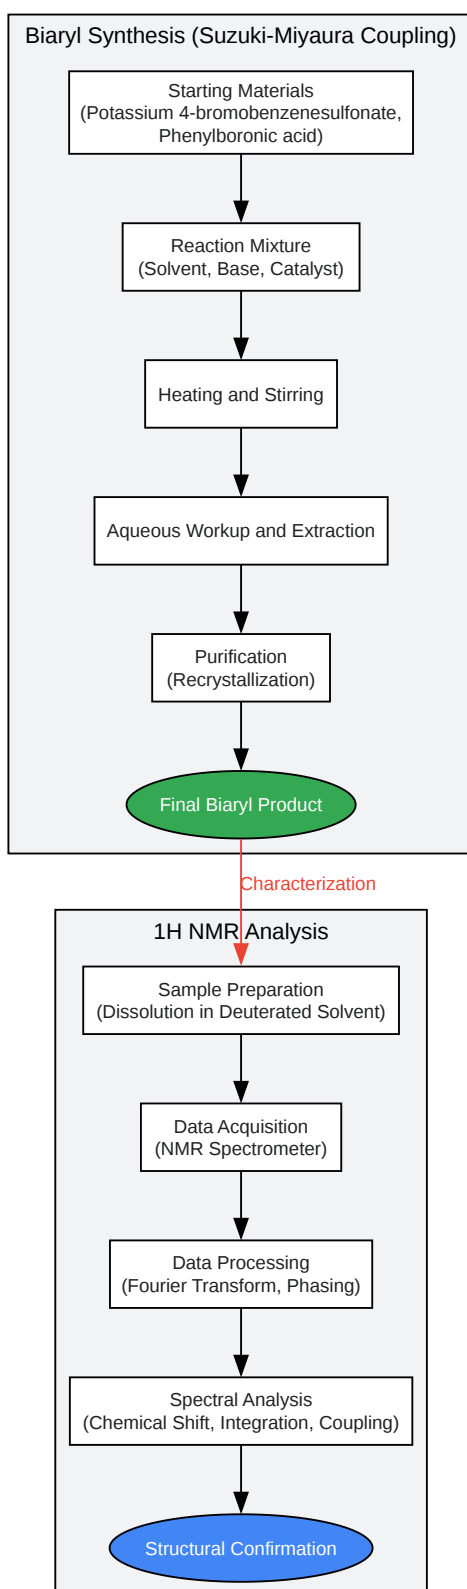 Biaryl Synthesis (Suzuki-Miyaura Coupling)
Starting Materials
(Potassium 4-bromobenzenesulfonate,
Phenylboronic acid)
Reaction Mixture
(Solvent, Base, Catalyst)
Heating and Stirring
Aqueous Workup and Extraction
Purification
(Recrystallization)
Final Biaryl Product
Characterization
1H NMR Analysis
Sample Preparation
(Dissolution in Deuterated Solvent)
Data Acquisition
(NMR Spectrometer)
Data Processing
(Fourier Transform, Phasing)
Spectral Analysis
(Chemical Shift, Integration, Coupling)
Structural Confirmation